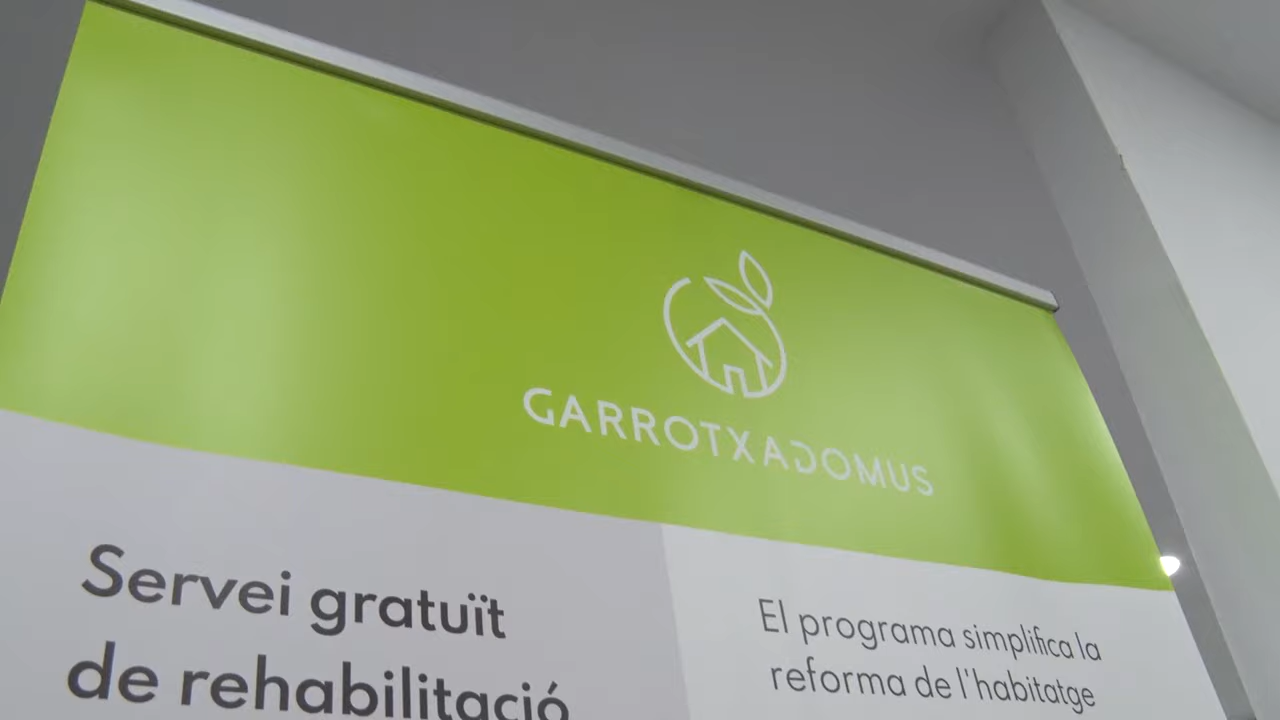 GARROTXADOMUS
Servei gratuït
de rehabilitació
El programa simplifica la
reforma de l'habitatge